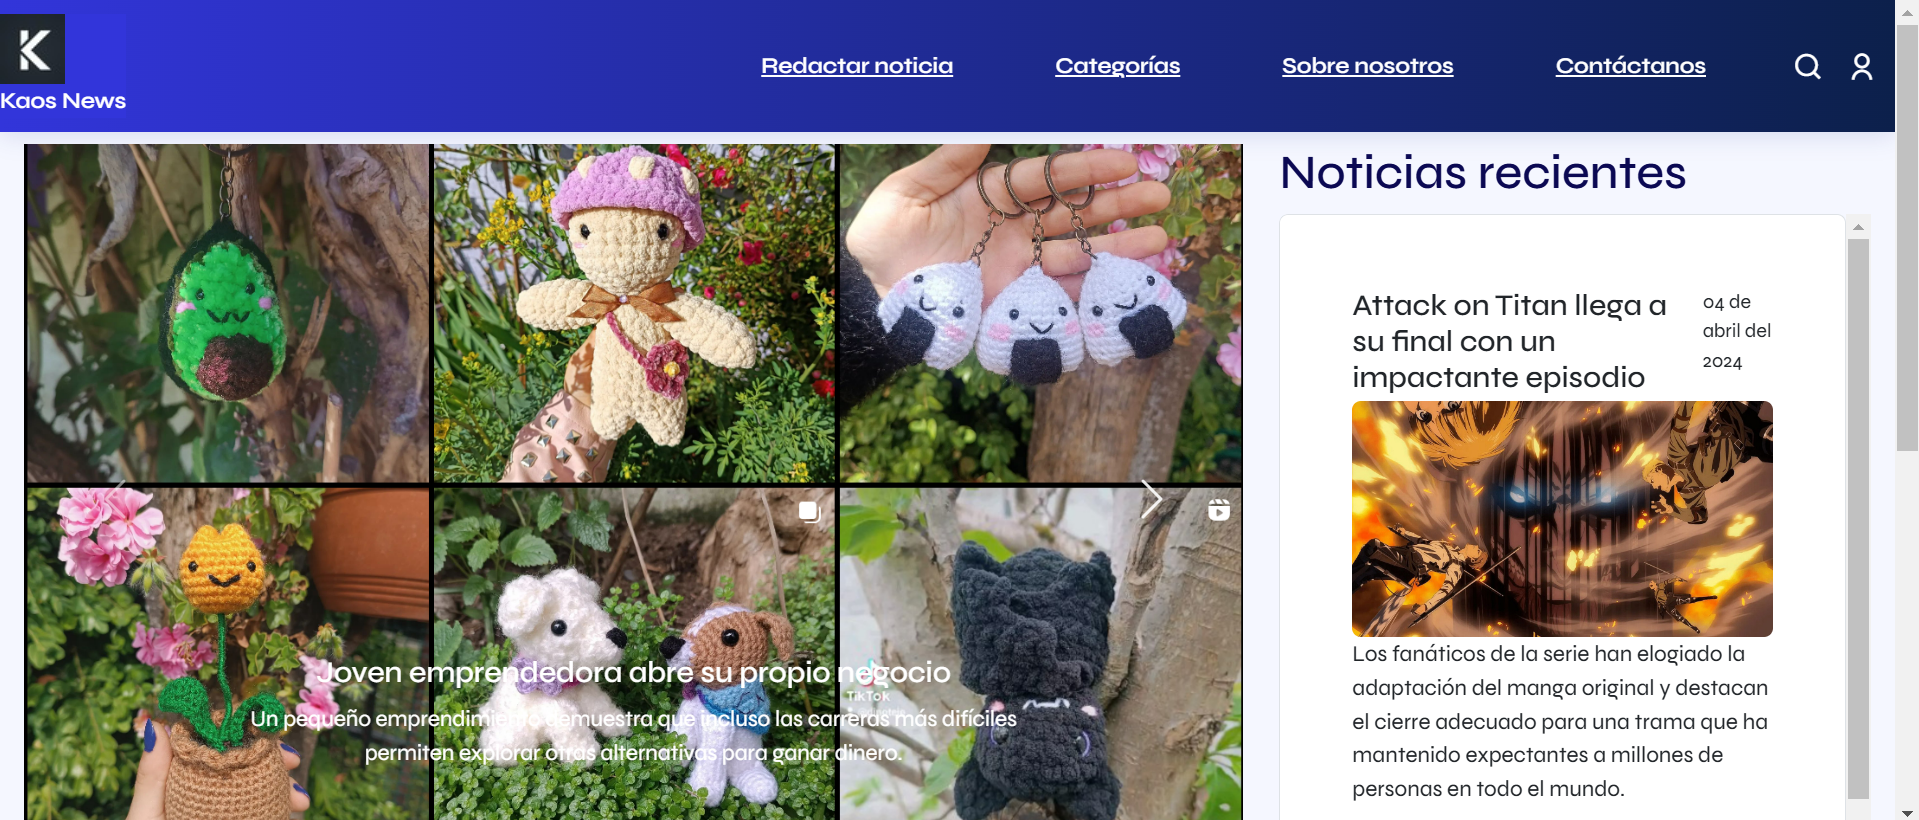 Kaos News
Redactar noticia
Categorías
Sobre nosotros
Contáctanos
Joven emprendedora abre su propio negocio
Un pequeño emprendimiento demuestra que incluso las carreras más difíciles
permiten explorar otras alternativas para ganar dinero.
TikTok
Noticias recientes
Attack on Titan llega a
su final con un
impactante episodio
04 de
abril del
2024
Los fanáticos de la serie han elogiado la
adaptación del manga original y destacan
el cierre adecuado para una trama que ha
mantenido expectantes a millones de
personas en todo el mundo.